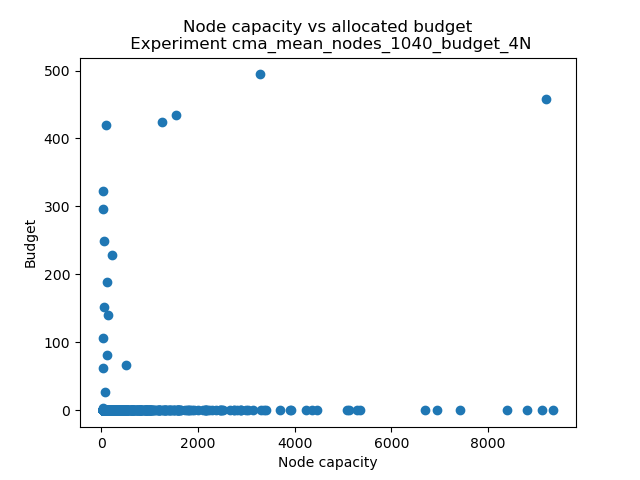 Node capacity vs allocated budget
Experiment cma_mean_nodes_1040_budget_4N
500
400
300
200
100
0
Budget
0 2000 4000 6000 8000
Node capacity